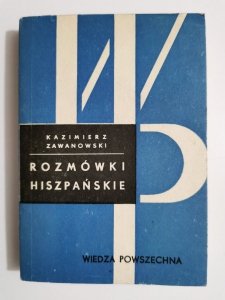 KAZIMIERZ
ZAWANOWSKI
ROZMÓWKI
HISZPAŃSKIE
WIEDZA POWSZECHNA